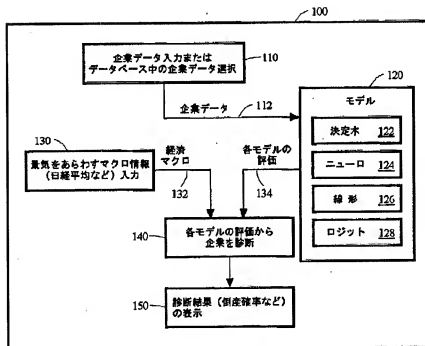 100
企業データ入力または
データベース中の企業データ選択
110
企業データ
112
120
モデル
決定木 122
ニューロ 124
線形 126
ロジット 128
130
景気をあらわすマクロ情報
(日経平均など)入力
経済
マクロ
132
各モデルの
評価
134
140
各モデルの評価から
企業を診断
150
診断結果(倒産確率など)
の表示